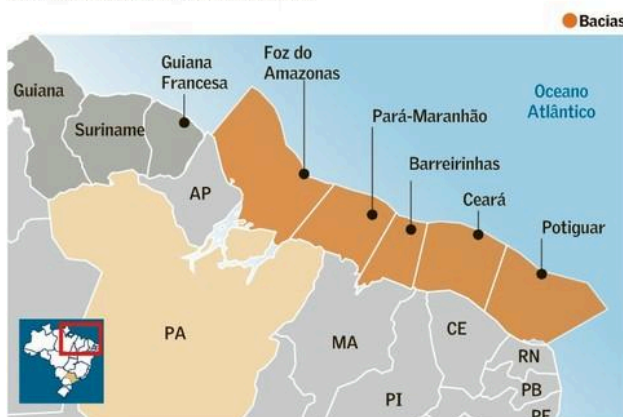 Bacias
Guiana
Suriname
Guiana
Francesa
Foz do
Amazonas
Pará-Maranhão
Barreirinhas
Ceará
Potiguar
Oceano
Atlântico
AP
PA
MA
PI
CE
RN
PB
PE